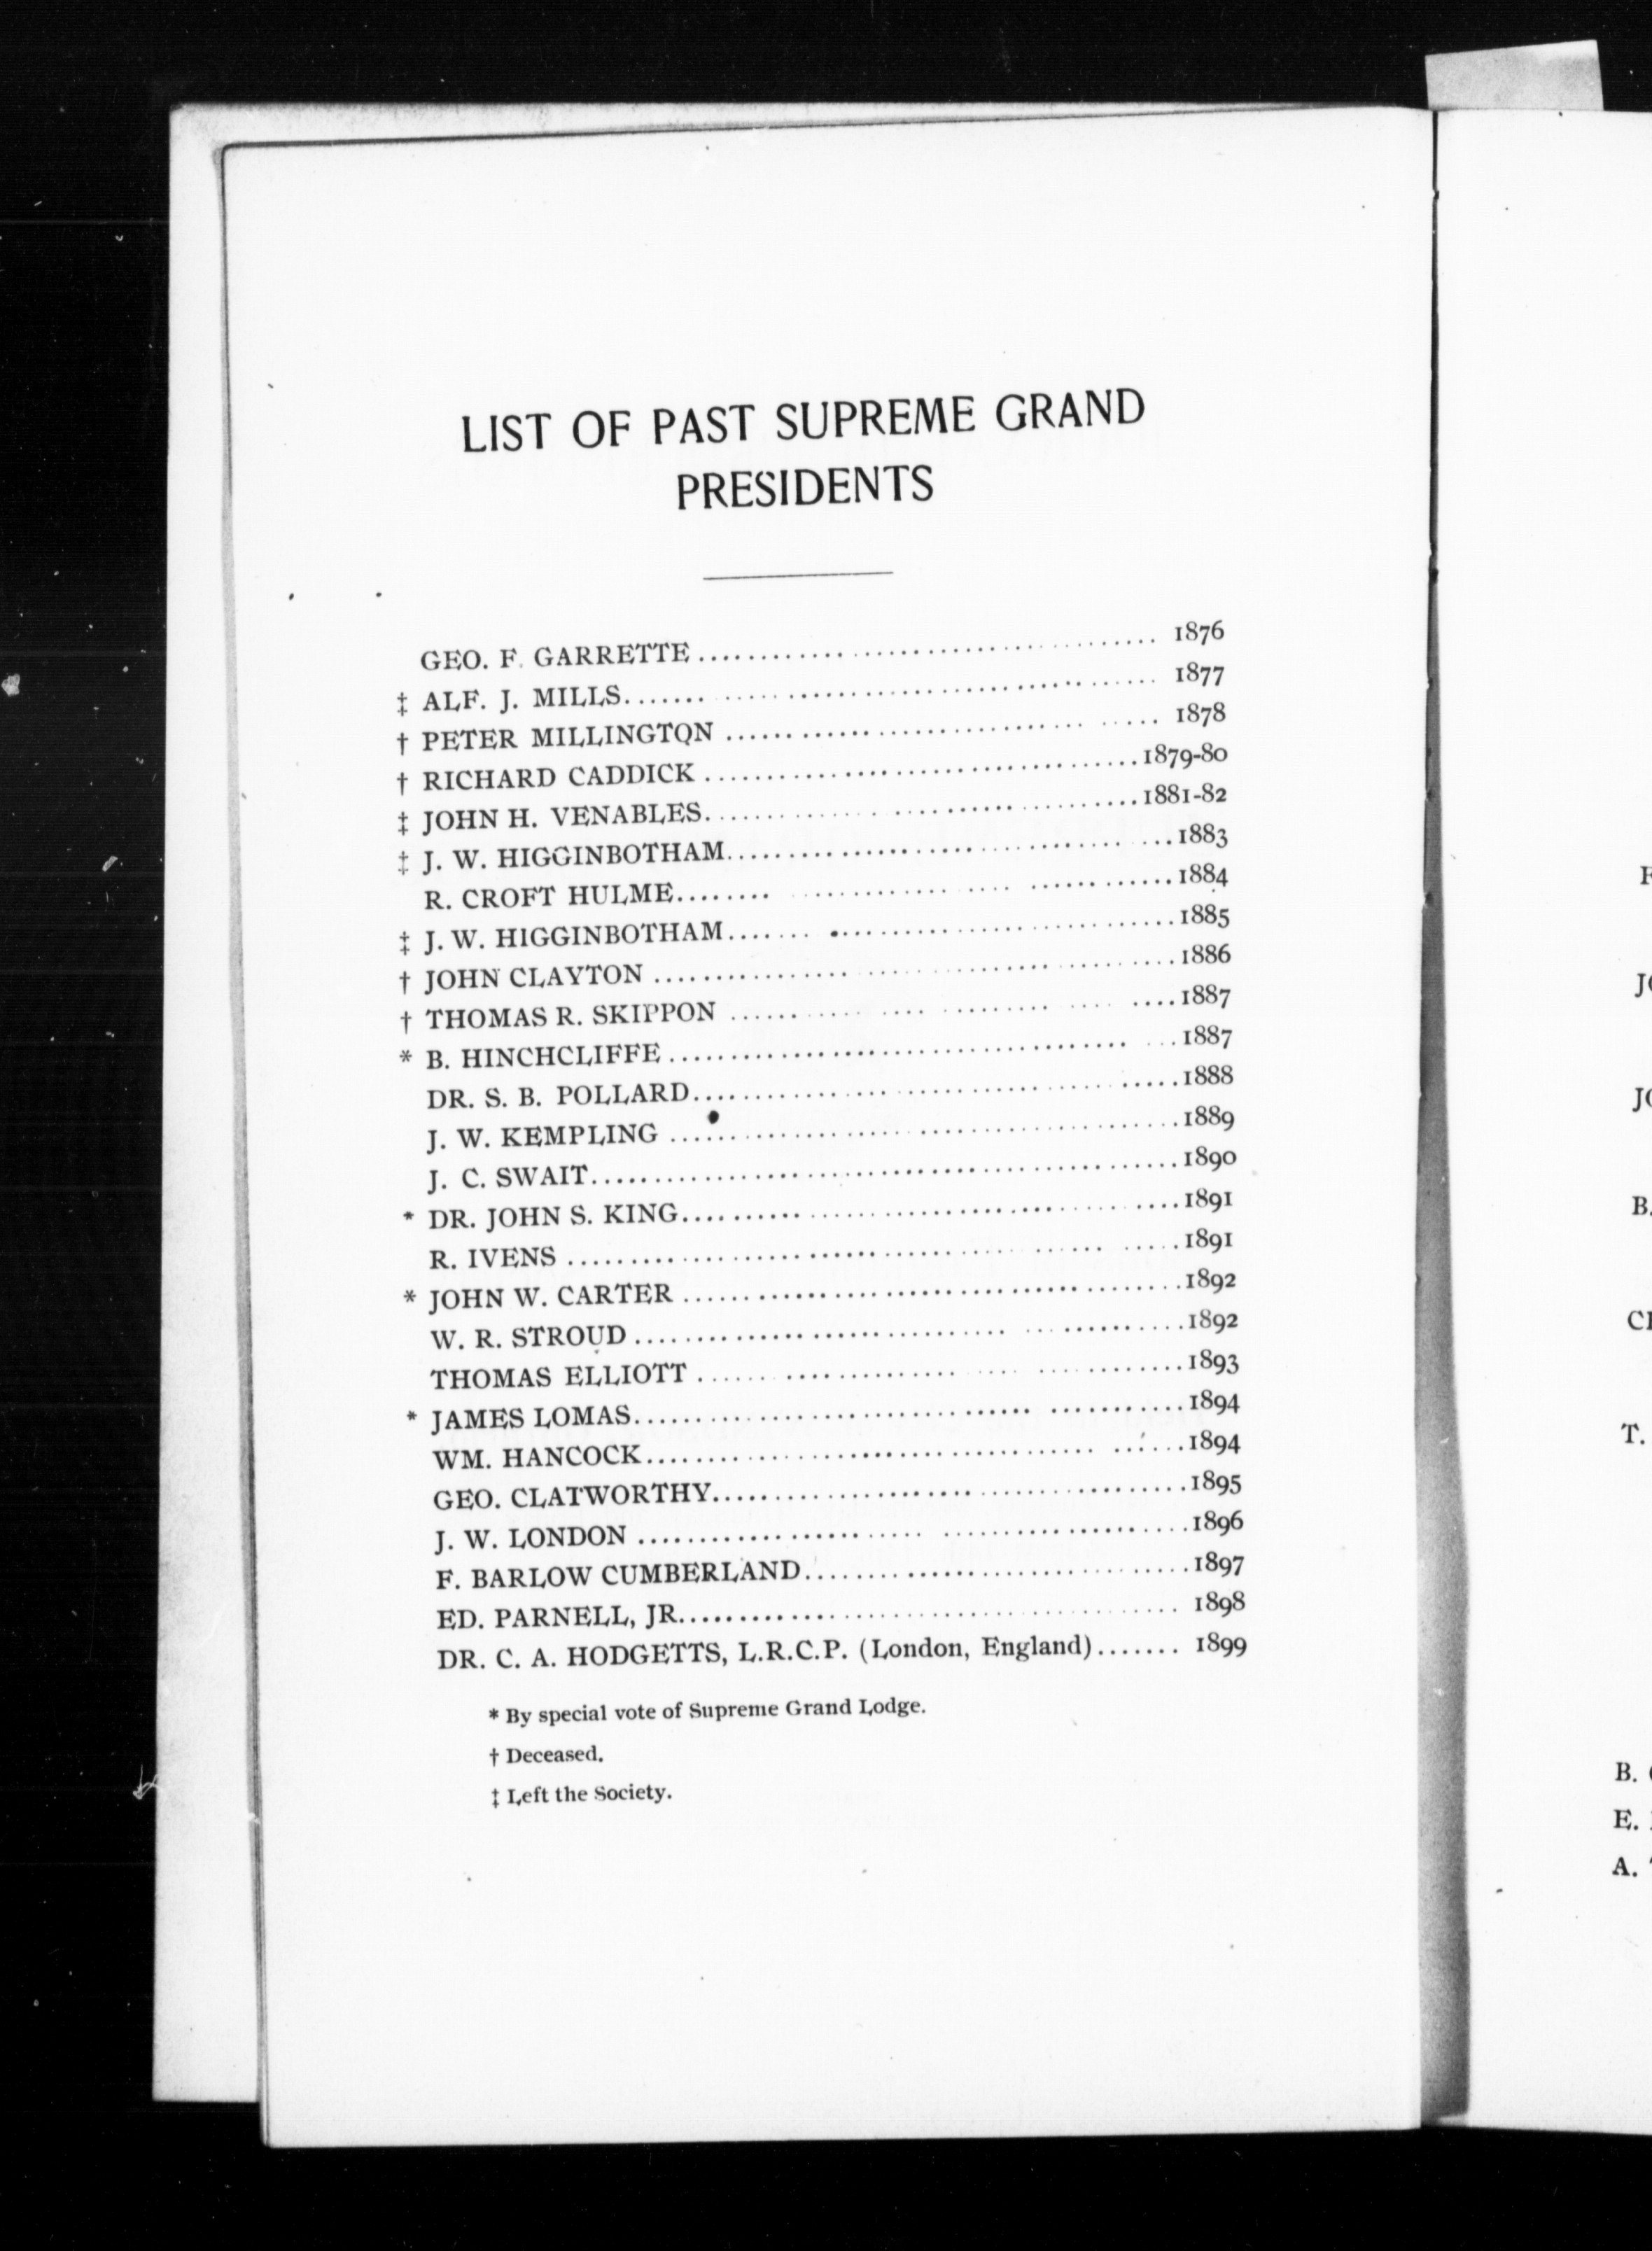 LIST OF PAST SUPREME GRAND
PRESIDENTS
GEO. F. GARRETTE .................................... 1876
‡ ALF. J. MILLS .................................... 1877
† PETER MILLINGTON .................................... 1878
† RICHARD CADDICK .................................... 1879-80
‡ JOHN H. VENABLES .................................... 1881-82
‡ J. W. HIGGINBOTHAM .................................... 1883
R. CROFT HULME .................................... 1884
‡ J. W. HIGGINBOTHAM .................................... 1885
† JOHN CLAYTON .................................... 1886
† THOMAS R. SKIPPON .................................... 1887
* B. HINCHCLIFFE .................................... 1887
DR. S. B. POLLARD .................................... 1888
J. W. KEMPLING .................................... 1889
J. C. SWAIT .................................... 1890
* DR. JOHN S. KING .................................... 1891
R. IVENS .................................... 1891
* JOHN W. CARTER .................................... 1892
W. R. STROUD .................................... 1892
THOMAS ELLIOTT .................................... 1893
* JAMES LOMAS .................................... 1894
WM. HANCOCK .................................... 1894
GEO. CLATWORTHY .................................... 1895
J. W. LONDON .................................... 1896
F. BARLOW CUMBERLAND .................................... 1897
ED. PARNELL, JR. .................................... 1898
DR. C. A. HODGETTS, L.R.C.P. (London, England) ....... 1899
* By special vote of Supreme Grand Lodge.
† Deceased.
‡ Left the Society.
B.
T.
B.
E.
A.